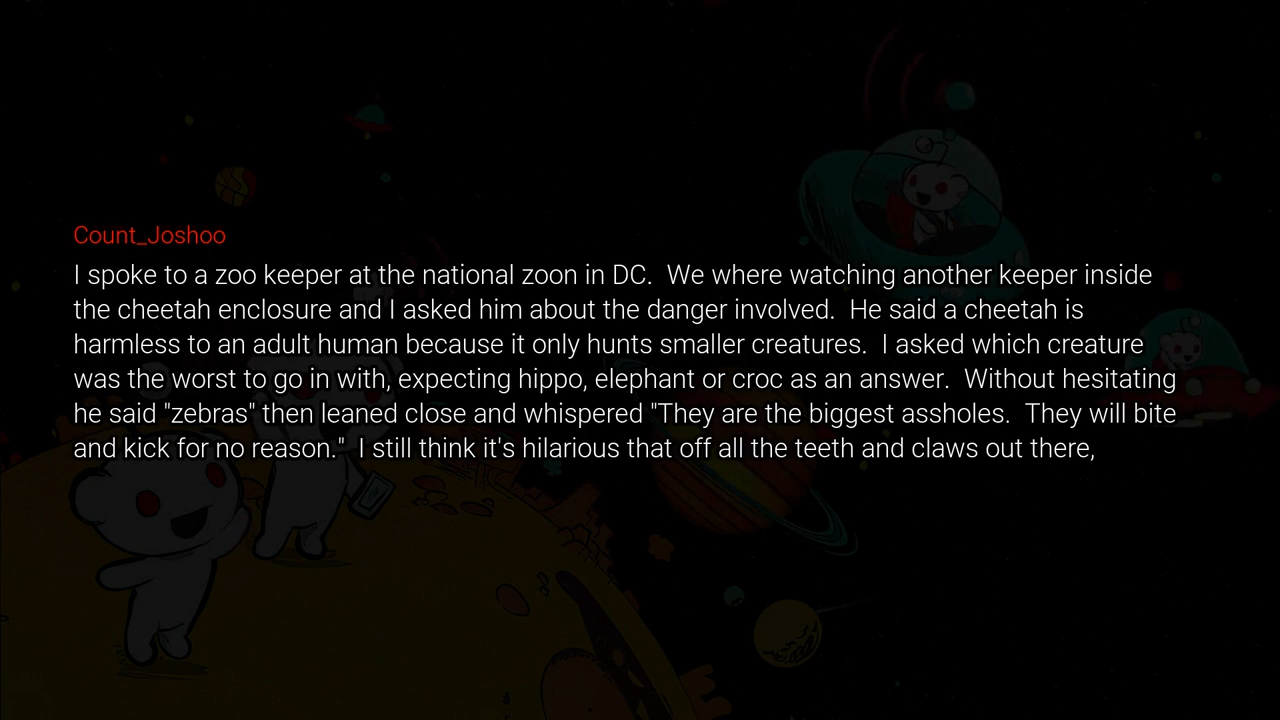 Count_Joshoo
I spoke to a zoo keeper at the national zoon in DC.  We where watching another keeper inside
the cheetah enclosure and I asked him about the danger involved.  He said a cheetah is
harmless to an adult human because it only hunts smaller creatures.  I asked which creature
was the worst to go in with, expecting hippo, elephant or croc as an answer.  Without hesitating
he said "zebras" then leaned close and whispered "They are the biggest assholes.  They will bite
and kick for no reason."  I still think it's hilarious that off all the teeth and claws out there,